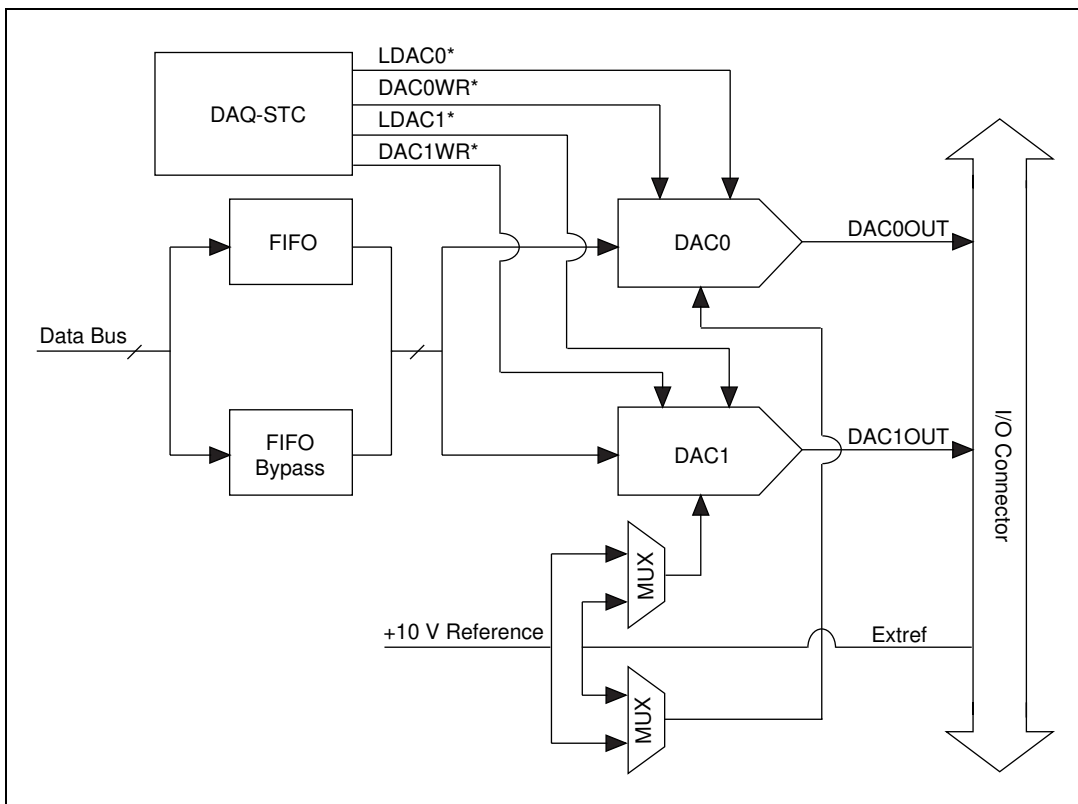 LDAC0*
DAC0WR*
DAQ-STC
LDAC1*
DAC1WR*
FIFO
DAC0
DAC0OUT
Data Bus
FIFO
Bypass
DAC1
DAC1OUT
I/O Connector
MUX
+10 V Reference
Extref
MUX